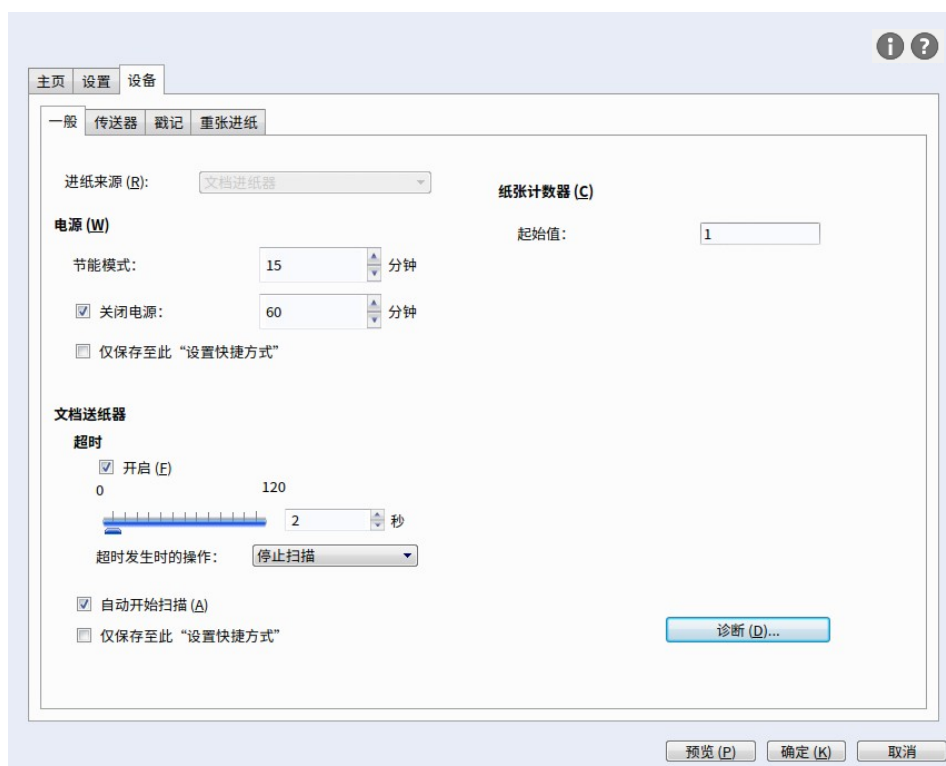 主页 设置 设备
一般 传送器 戳记 重张进纸
进纸来源 (R): 文档进纸器
纸张计数器 (C)
电源 (W)
起始值： 1
节能模式： 15 分钟
关闭电源： 60 分钟
仅保存至此“设置快捷方式”
文档送纸器
超时
开启 (F)
0 120
2 秒
超时发生时的操作： 停止扫描
自动开始扫描 (A)
仅保存至此“设置快捷方式”
诊断 (D)...
预览 (P) 确定 (K) 取消